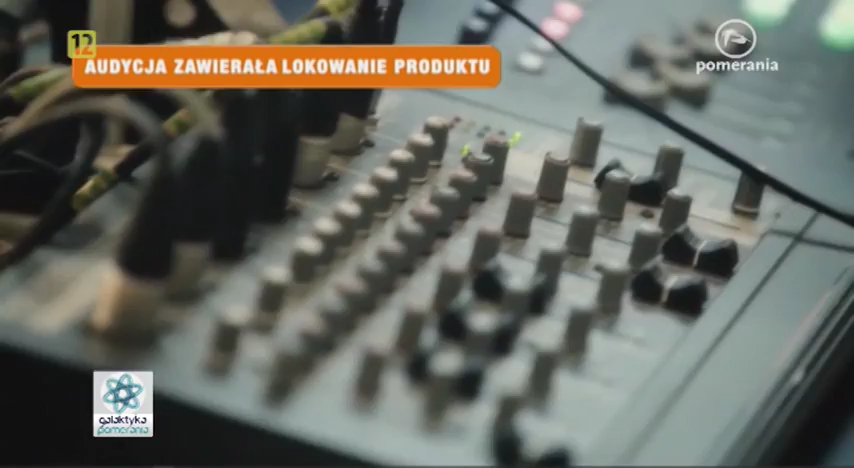 12
AUDYCJA ZAWIERAŁA LOKOWANIE PRODUKTU
pomerania
galaktyka
pomerania